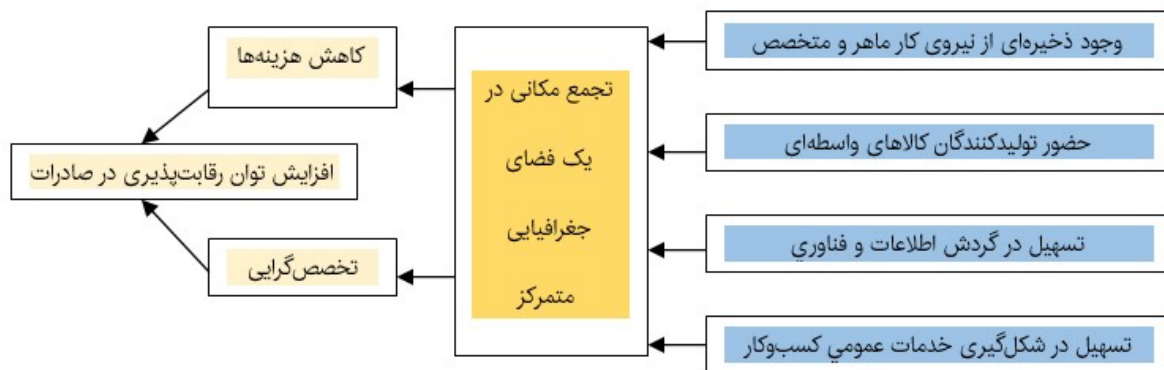 وجود ذخیره‌ای از نیروی کار ماهر و متخصص
حضور تولیدکنندگان کالاهای واسطه‌ای
تسهیل در گردش اطلاعات و فناوري
تسهیل در شکل‌گیری خدمات عمومي کسب‌وکار
تجمع مکانی در
یک فضای
جغرافیایی
متمرکز
کاهش هزینه‌ها
تخصص‌گرایی
افزایش توان رقابت‌پذیری در صادرات